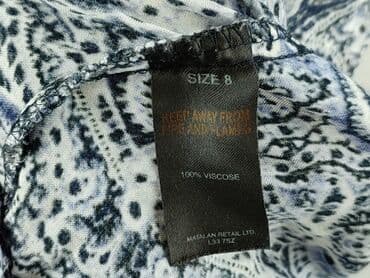 SIZE 8
KEEP AWAY FROM
FIRE AND FLAMES
100% VISCOSE
MATALAN RETAIL LTD.
L33 7SZ